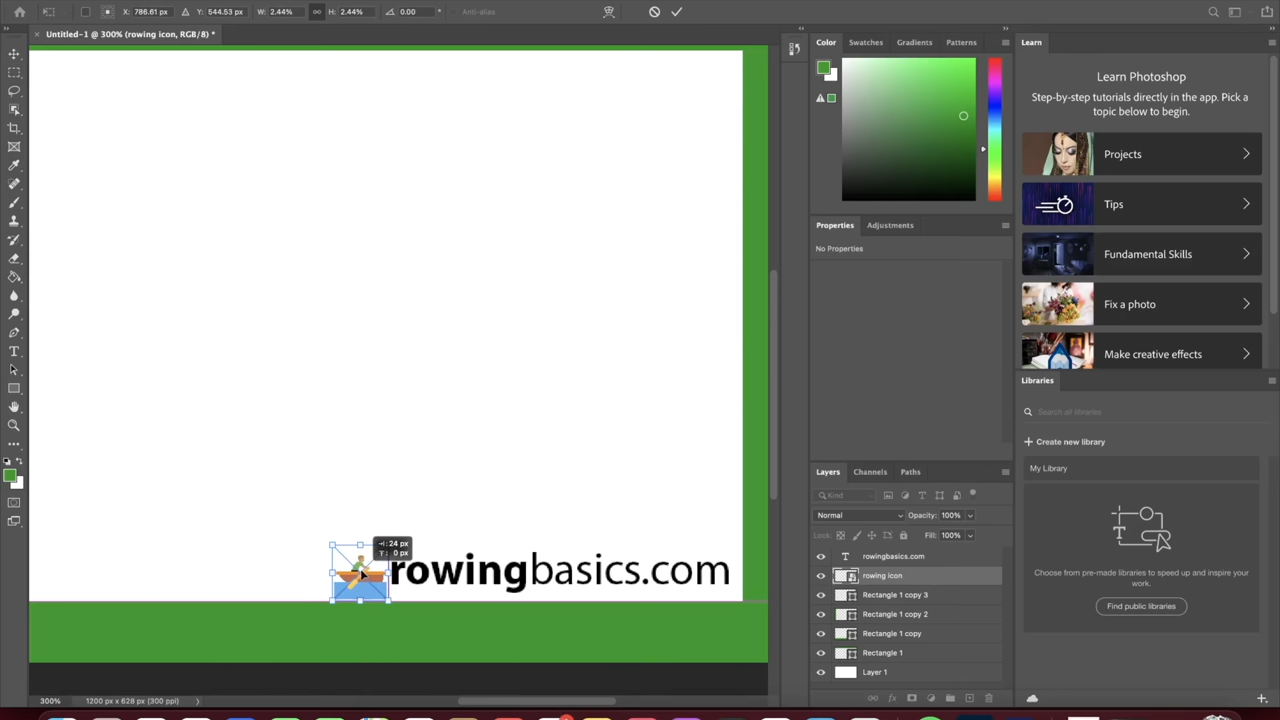 X: 786.61 px Y: 544.53 px W: 2.44% H: 2.44% 0.00 ° Anti-alias
× Untitled-1 @ 300% (rowing icon, RGB/8) *
Color Swatches Gradients Patterns
Learn
Learn Photoshop
Step-by-step tutorials directly in the app. Pick a
topic below to begin.
Projects
Tips
Fundamental Skills
Fix a photo
Make creative effects
Properties Adjustments
No Properties
Libraries
Search all libraries
+ Create new library
My Library
Choose from pre-made libraries to speed up your
work.
Find public libraries
Layers Channels Paths
Kind
Normal Opacity: 100%
Lock: Fill: 100%
rowingbasics.com
rowing icon
Rectangle 1 copy 3
Rectangle 1 copy 2
Rectangle 1 copy
Rectangle 1
Layer 1
H: 24 px
0 px
rowingbasics.com
300% 1200 px x 628 px (300 ppi)